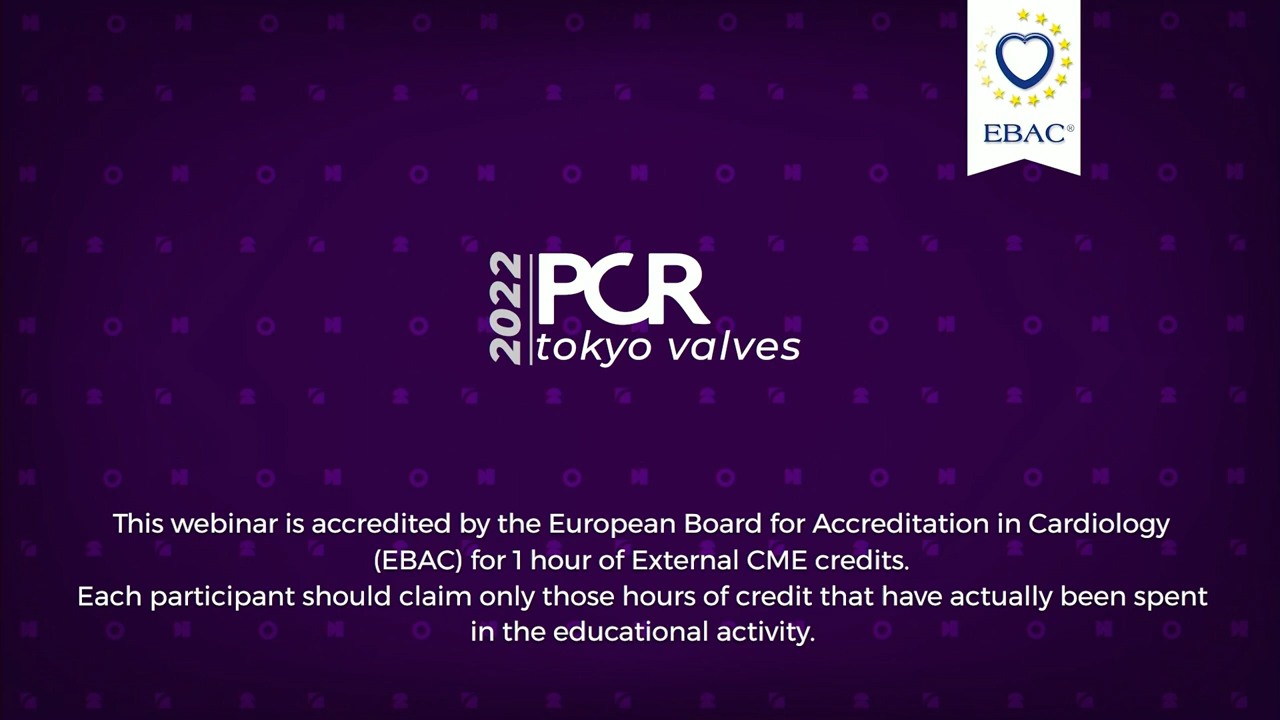 EBAC®
2022
PCR
tokyo valves
This webinar is accredited by the European Board for Accreditation in Cardiology
(EBAC) for 1 hour of External CME credits.
Each participant should claim only those hours of credit that have actually been spent
in the educational activity.